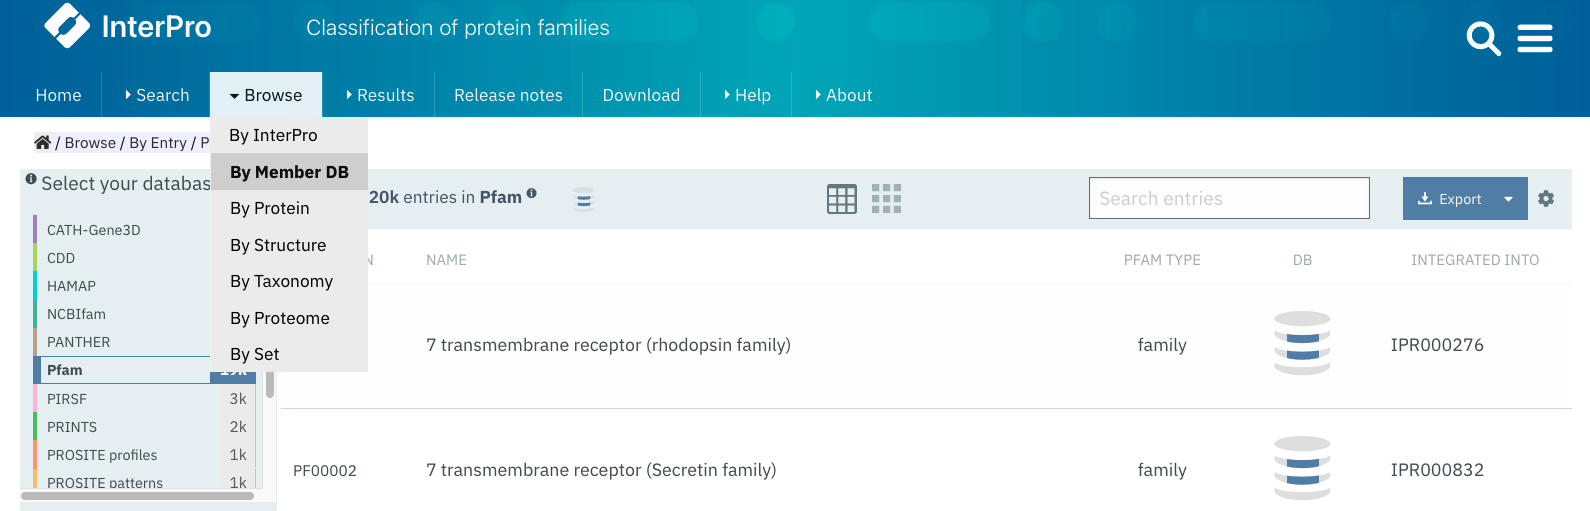 InterPro
Classification of protein families
Home Search Browse Results Release notes Download Help About
/ Browse / By Entry / P
By InterPro
By Member DB
By Protein
By Structure
By Taxonomy
By Proteome
By Set
Select your databas
CATH-Gene3D
CDD
HAMAP
NCBIfam
PANTHER
Pfam 19k
PIRSF 3k
PRINTS 2k
PROSITE profiles 1k
PROSITE patterns 1k
20k entries in Pfam
Search entries
Export
N NAME PFAM TYPE DB INTEGRATED INTO
7 transmembrane receptor (rhodopsin family) family IPR000276
PF00002 7 transmembrane receptor (Secretin family) family IPR000832